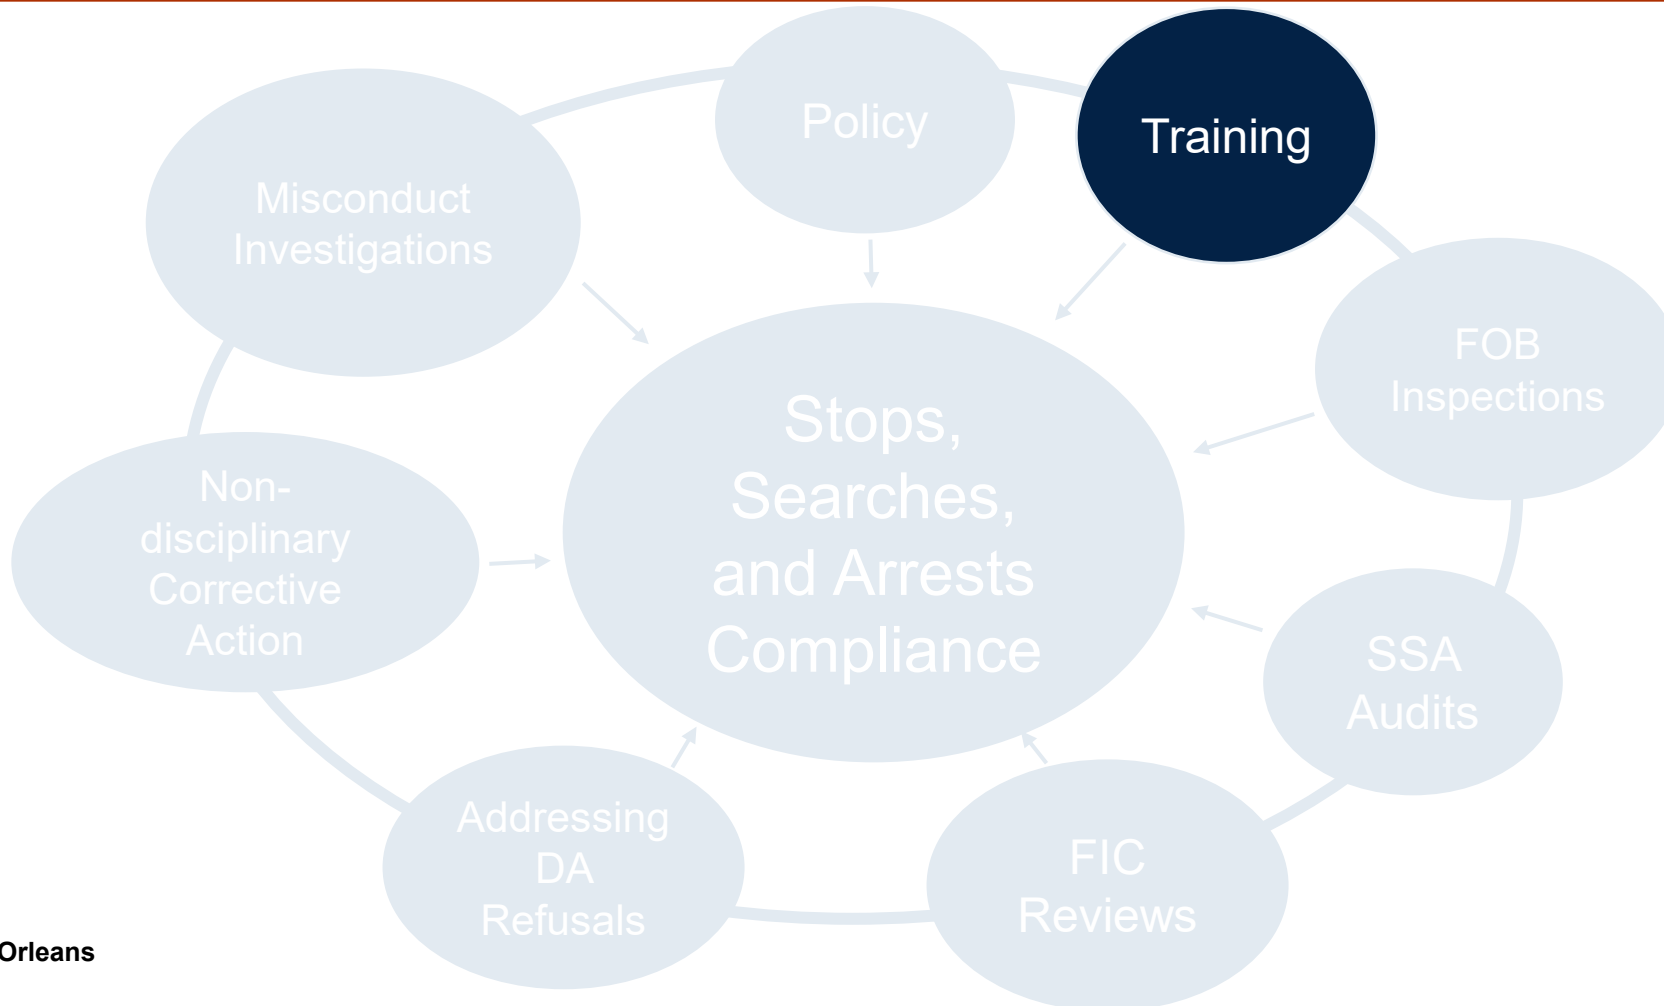 Policy
Training
Misconduct
Investigations
FOB
Inspections
Stops,
Searches,
and Arrests
Compliance
Non-
disciplinary
Corrective
Action
SSA
Audits
Addressing
DA
Refusals
FIC
Reviews
Orleans